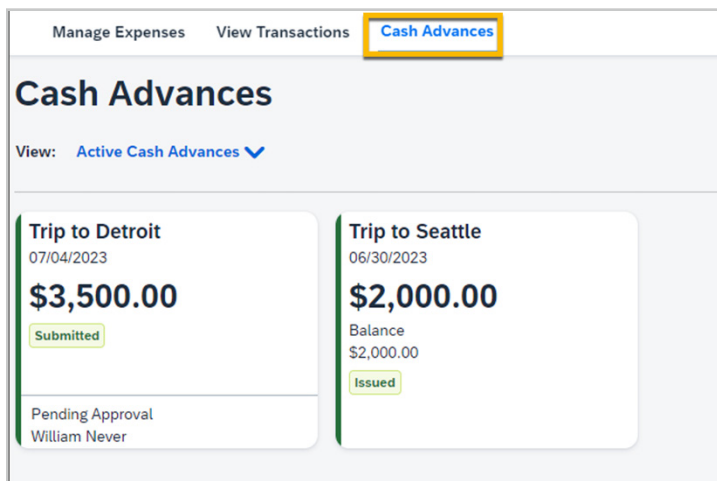 Manage Expenses View Transactions Cash Advances
Cash Advances
View: Active Cash Advances
Trip to Detroit
07/04/2023
$3,500.00
Submitted
Pending Approval
William Never
Trip to Seattle
06/30/2023
$2,000.00
Balance
$2,000.00
Issued